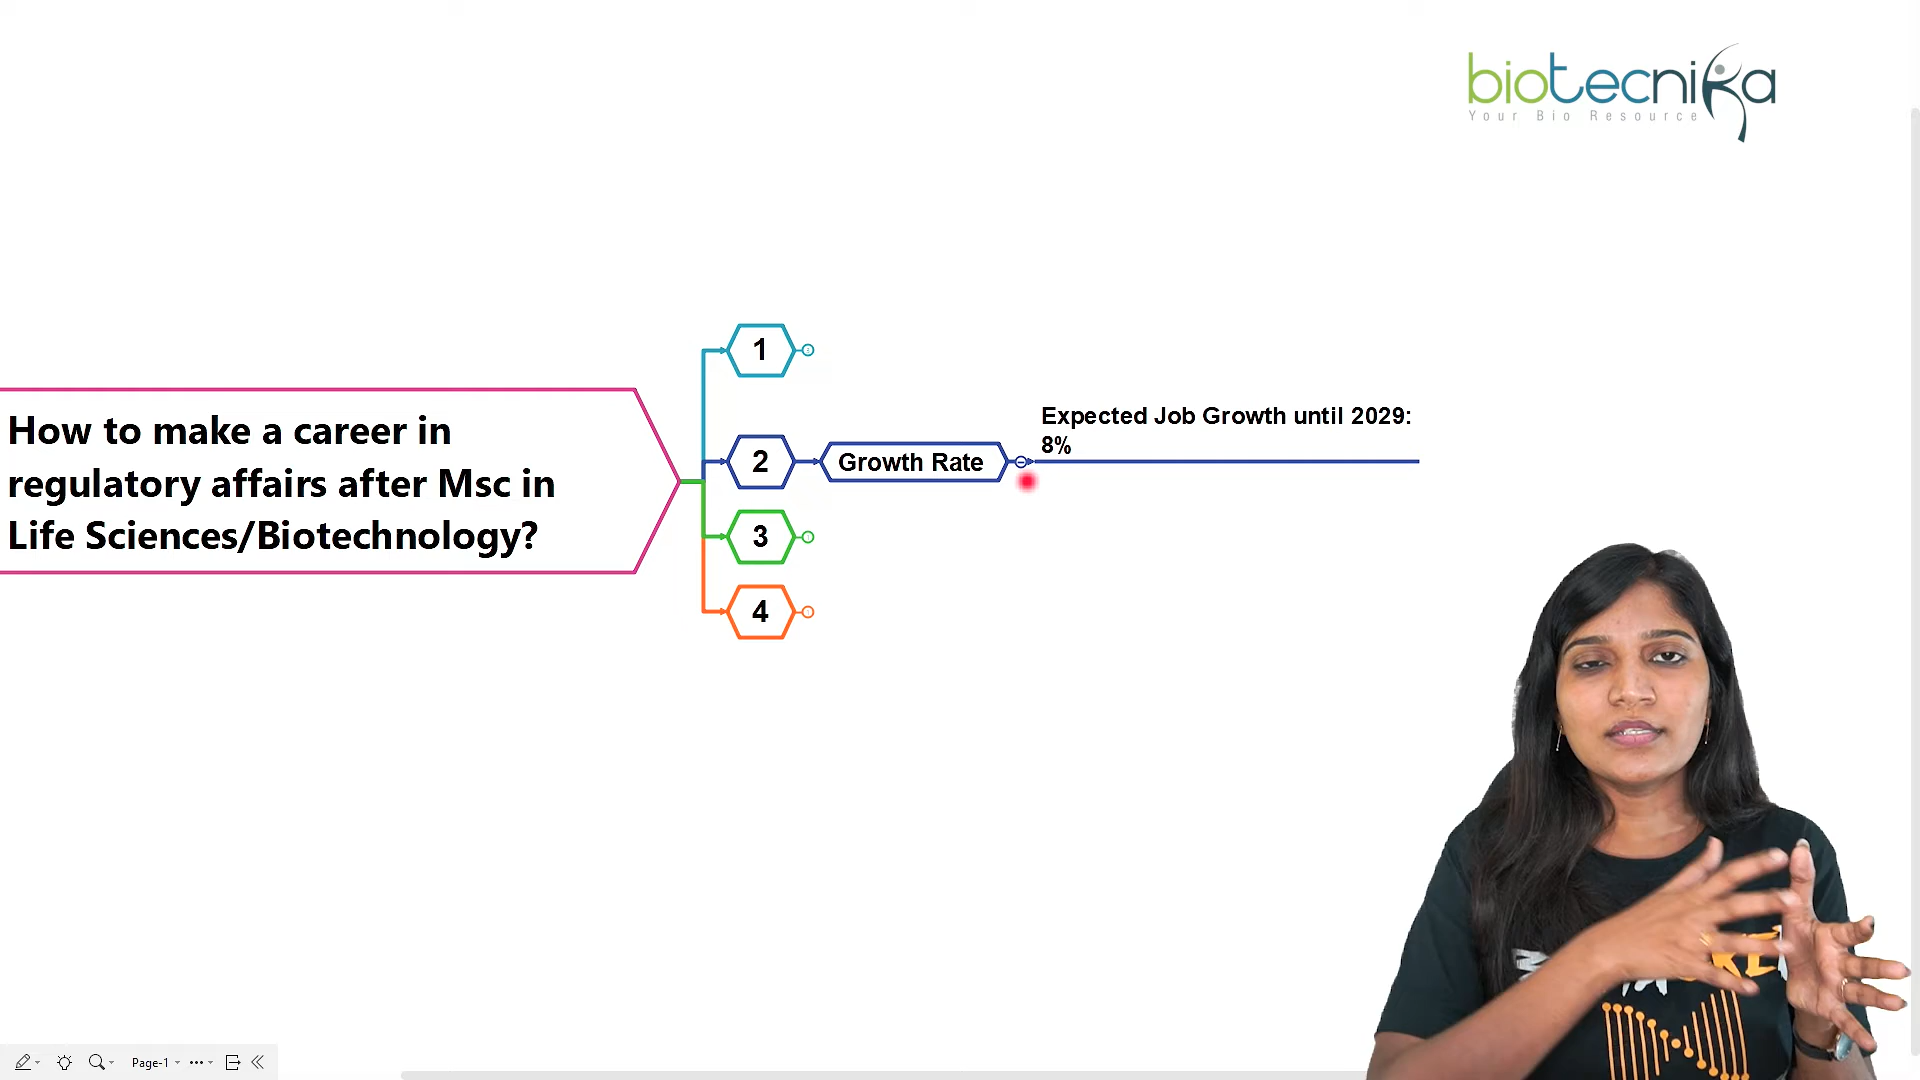 biotecnika
Your Bio Resource
1
How to make a career in
regulatory affairs after Msc in
Life Sciences/Biotechnology?
2
Growth Rate
Expected Job Growth until 2029:
8%
3
4
Page-1